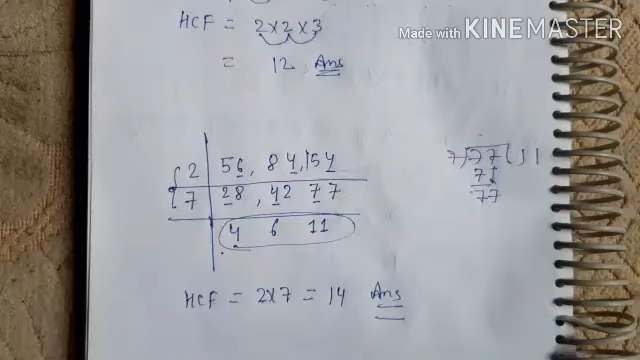 HCF = 2×2×3
Made with KINEMASTER
= 12 Ans
2 56, 84, 154
7 28, 42 77
4 6 11
7)77(11
7↓
77
HCF = 2×7 = 14 Ans